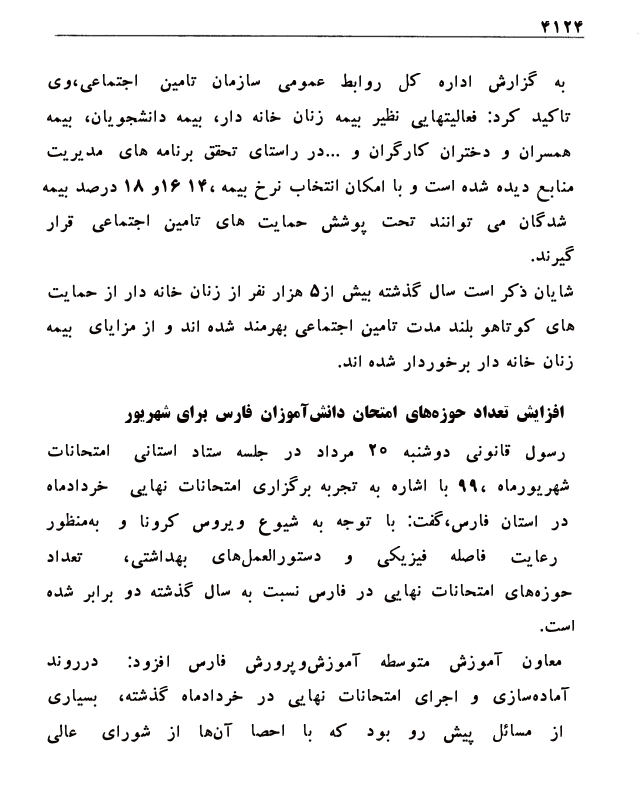 ۴۱۲۴
به گزارش اداره کل روابط عمومی سازمان تامین اجتماعی،وی
تاکید کرد: فعالیتهایی نظیر بیمه زنان خانه دار، بیمه دانشجویان، بیمه
همسران و دختران کارگران و ...در راستای تحقق برنامه های مدیریت
منابع دیده شده است و با امکان انتخاب نرخ بیمه ،۱۴ ۱۶و ۱۸ درصد بیمه
شدگان می توانند تحت پوشش حمایت های تامین اجتماعی قرار
گیرند.
شایان ذکر است سال گذشته بیش از۵ هزار نفر از زنان خانه دار از حمایت
های کوتاهو بلند مدت تامین اجتماعی بهرمند شده اند و از مزایای بیمه
زنان خانه دار برخوردار شده اند.
افزایش تعداد حوزه‌های امتحان دانش‌آموزان فارس برای شهریور
رسول قانونی دوشنبه ۲۰ مرداد در جلسه ستاد استانی امتحانات
شهریورماه ،۹۹ با اشاره به تجربه برگزاری امتحانات نهایی خردادماه
در استان فارس،گفت: با توجه به شیوع ویروس کرونا و به‌منظور
رعایت فاصله فیزیکی و دستورالعمل‌های بهداشتی، تعداد
حوزه‌های امتحانات نهایی در فارس نسبت به سال گذشته دو برابر شده
است.
معاون آموزش متوسطه آموزش‌وپرورش فارس افزود: درروند
آماده‌سازی و اجرای امتحانات نهایی در خردادماه گذشته، بسیاری
از مسائل پیش رو بود که با احصا آن‌ها از شورای عالی